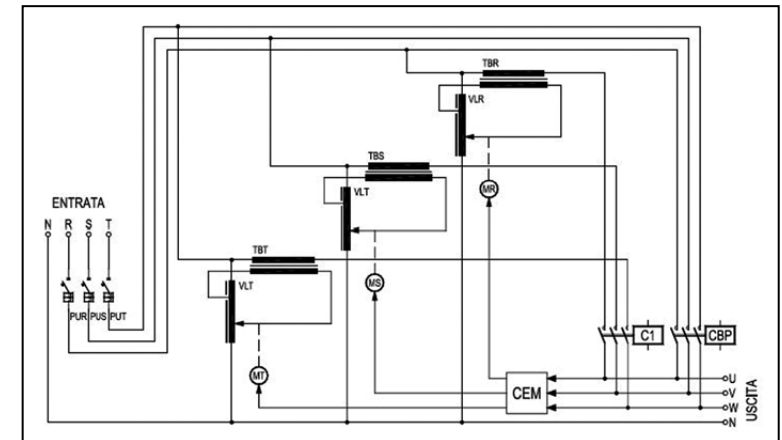 TBR
VLR
TBS
VLT
MR
ENTRATA
N R S T
TBT
VLT
MS
PUR PUS PUT
C1 CBP
MT
CEM
U
V
W
N
USCITA